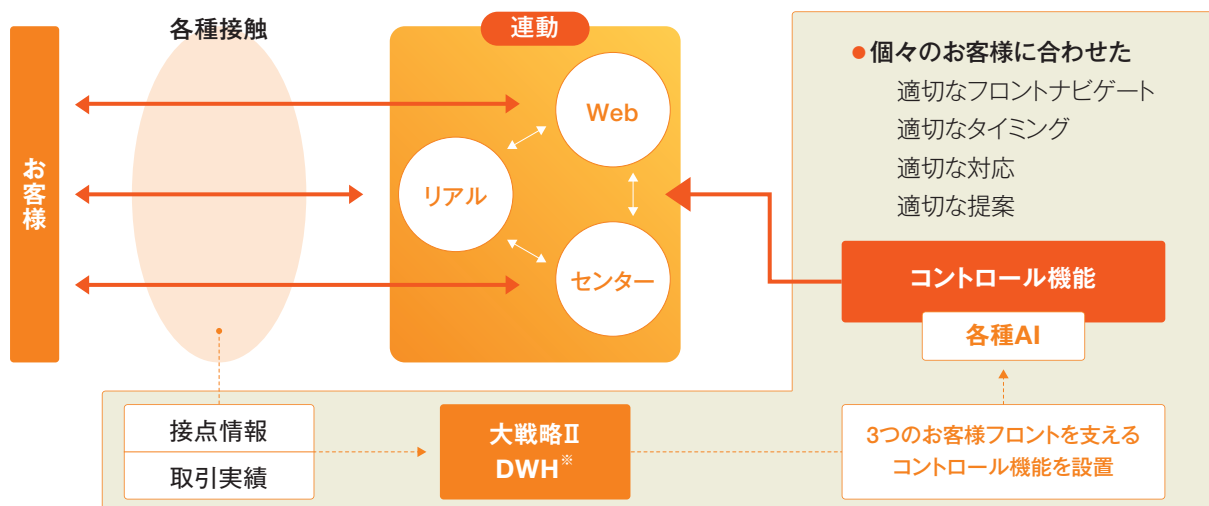 各種接触
連動
お客様
Web
リアル
センター
●個々のお客様に合わせた
適切なフロントナビゲート
適切なタイミング
適切な対応
適切な提案
コントロール機能
各種AI
接点情報
取引実績
大戦略Ⅱ
DWH※
3つのお客様フロントを支える
コントロール機能を設置